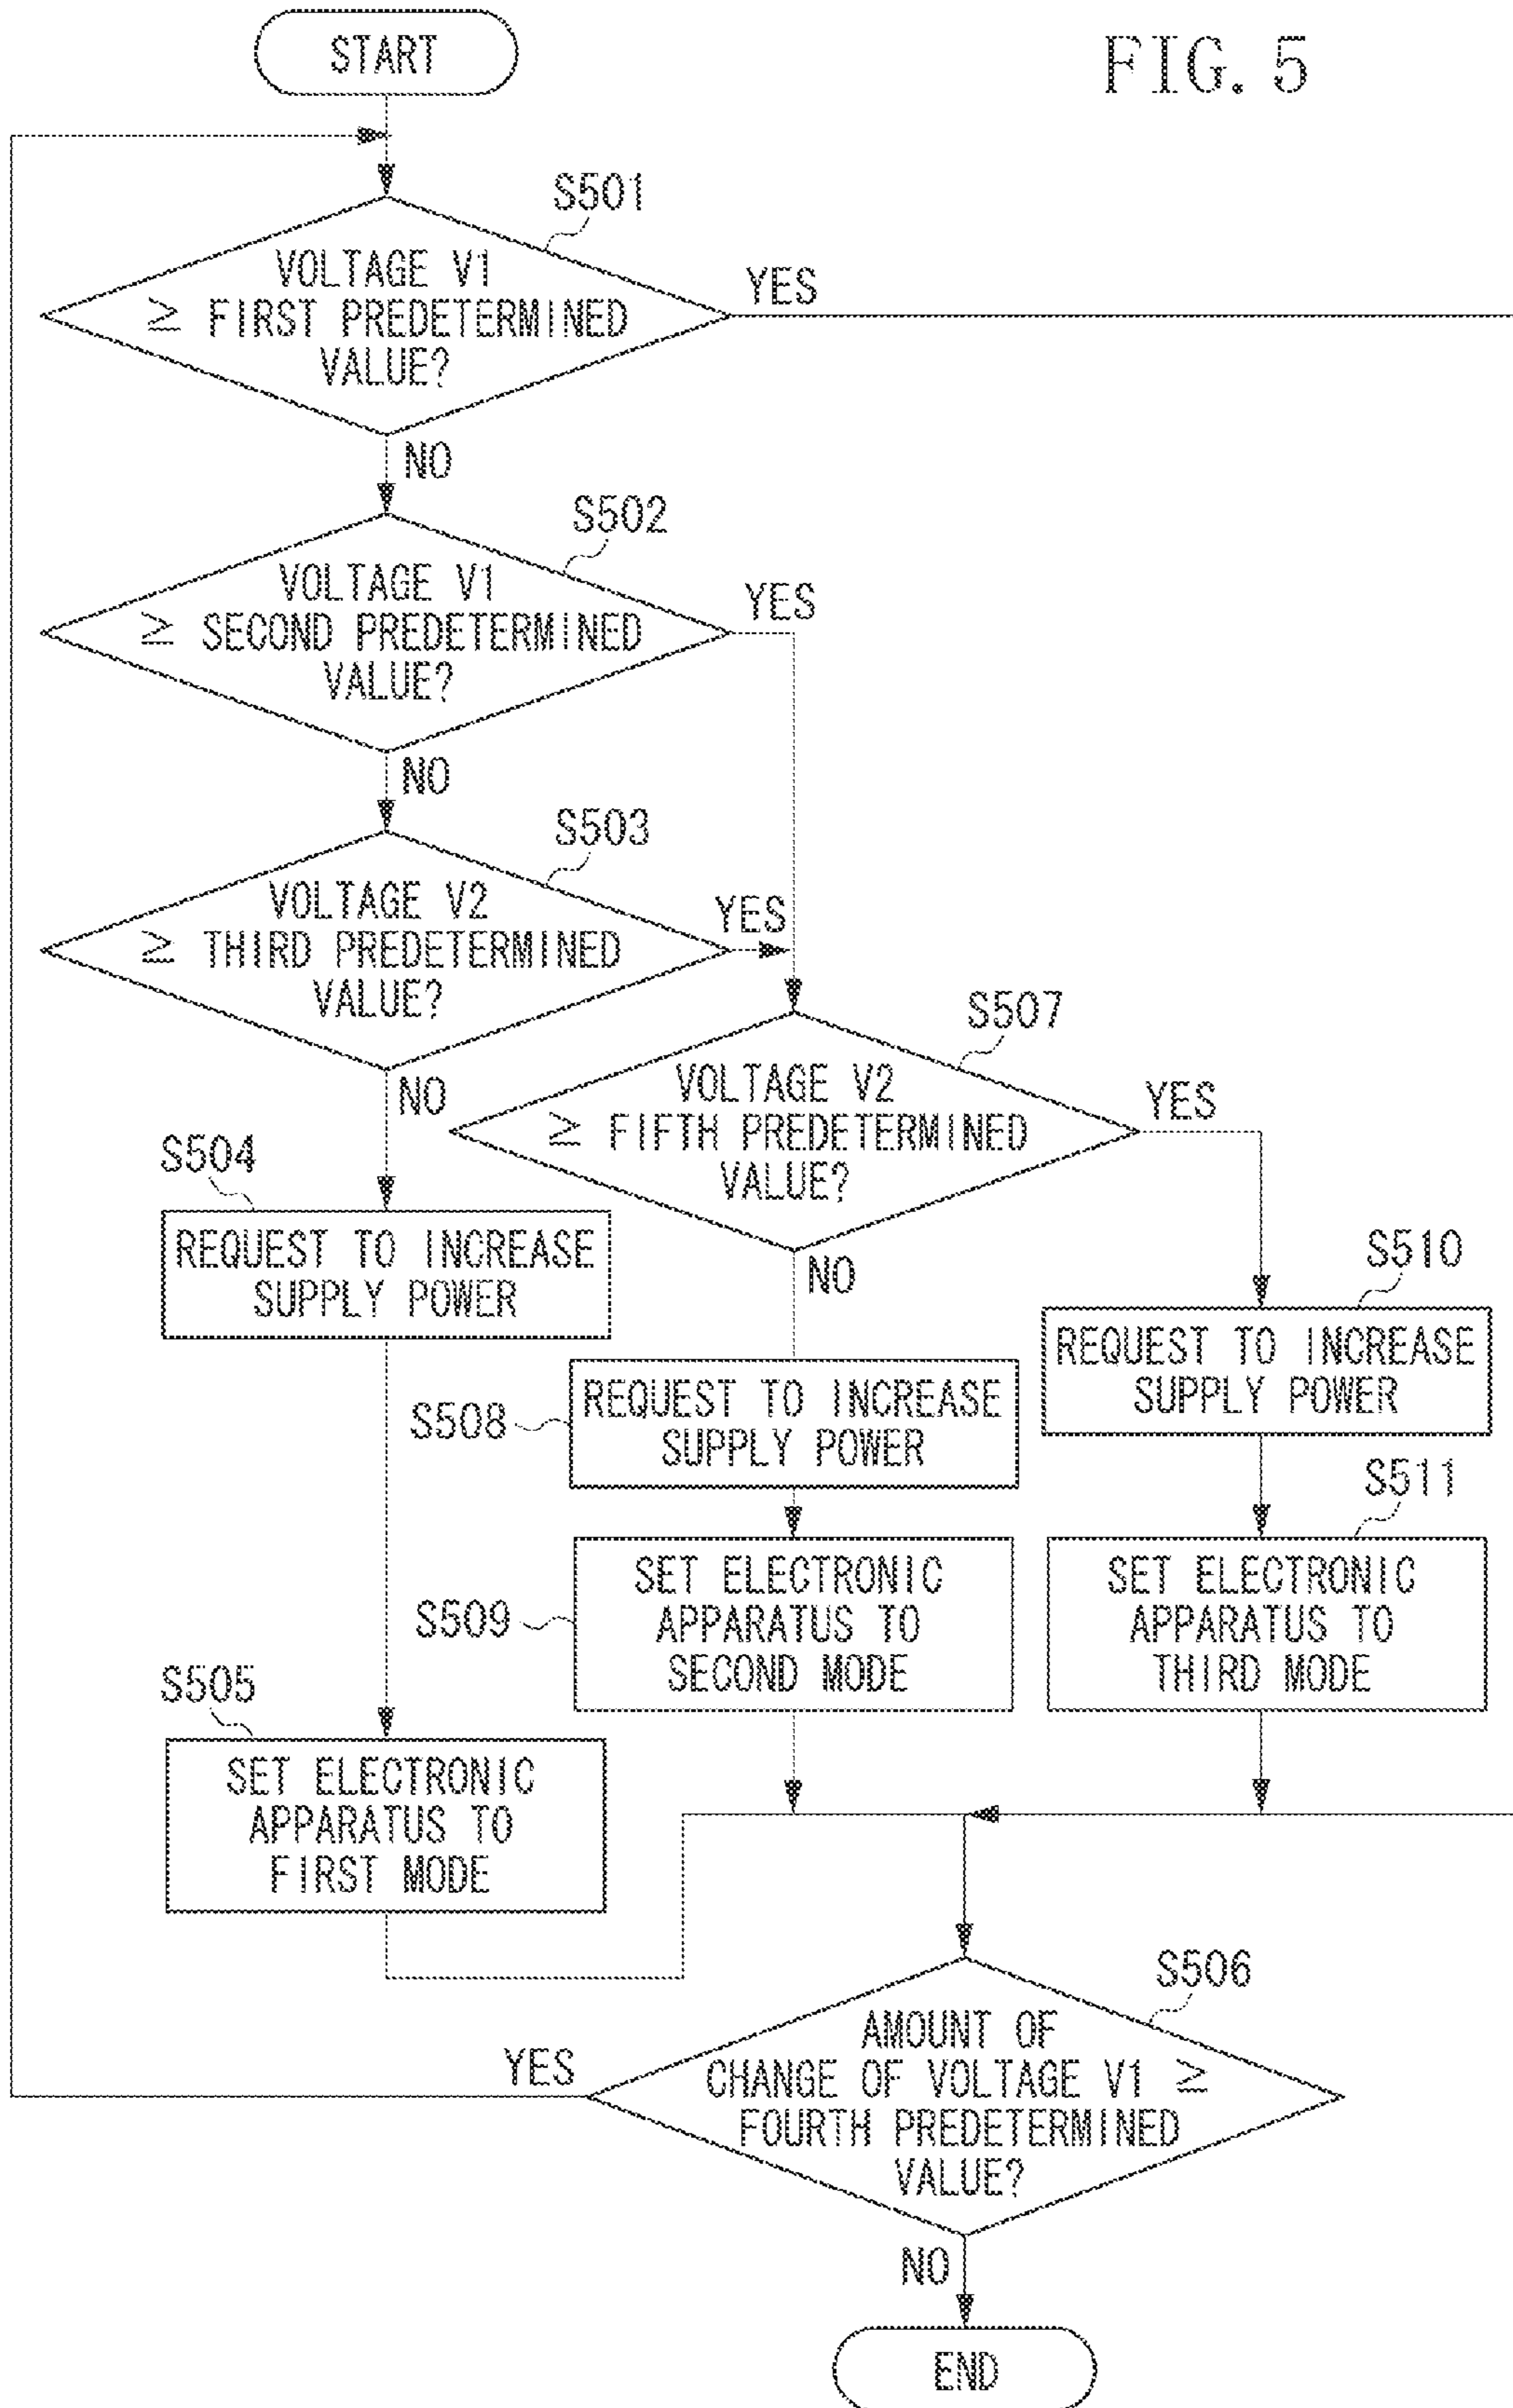 START
FIG. 5
S501
VOLTAGE V1
≥ FIRST PREDETERMINED
VALUE?
YES
NO
S502
VOLTAGE V1
≥ SECOND PREDETERMINED
VALUE?
YES
NO
S503
VOLTAGE V2
≥ THIRD PREDETERMINED
VALUE?
YES
NO
S507
VOLTAGE V2
≥ FIFTH PREDETERMINED
VALUE?
YES
NO
S504
REQUEST TO INCREASE
SUPPLY POWER
S510
REQUEST TO INCREASE
SUPPLY POWER
S508
REQUEST TO INCREASE
SUPPLY POWER
S511
SET ELECTRONIC
APPARATUS TO
THIRD MODE
S509
SET ELECTRONIC
APPARATUS TO
SECOND MODE
S505
SET ELECTRONIC
APPARATUS TO
FIRST MODE
S506
AMOUNT OF
CHANGE OF VOLTAGE V1 ≥
FOURTH PREDETERMINED
VALUE?
YES
NO
END